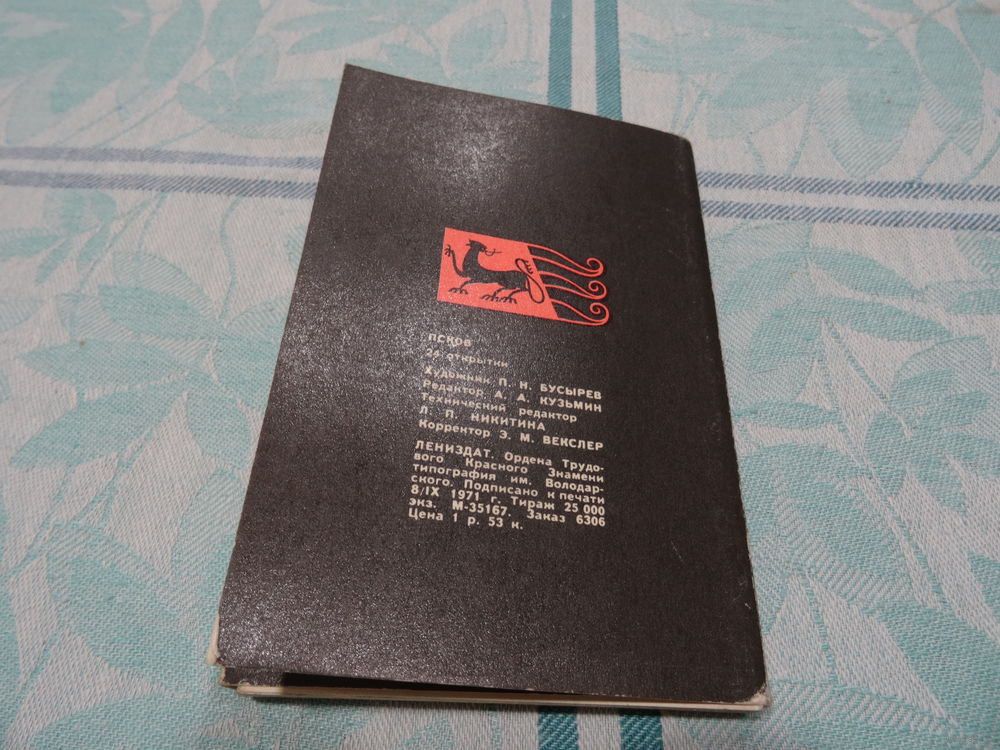 ПСКОВ
24 открытки
Художник П. Н. БУСЫРЕВ
Редактор А. А. КУЗЬМИН
Технический редактор
Л. П. НИКИТИНА
Корректор Э. М. ВЕКСЛЕР
ЛЕНИЗДАТ. Ордена Трудо-
вого Красного Знамени
типография им. Володар-
ского. Подписано к печати
8/IX 1971 г. Тираж 25 000
экз. М-35167. Заказ 6306
Цена 1 р. 53 к.